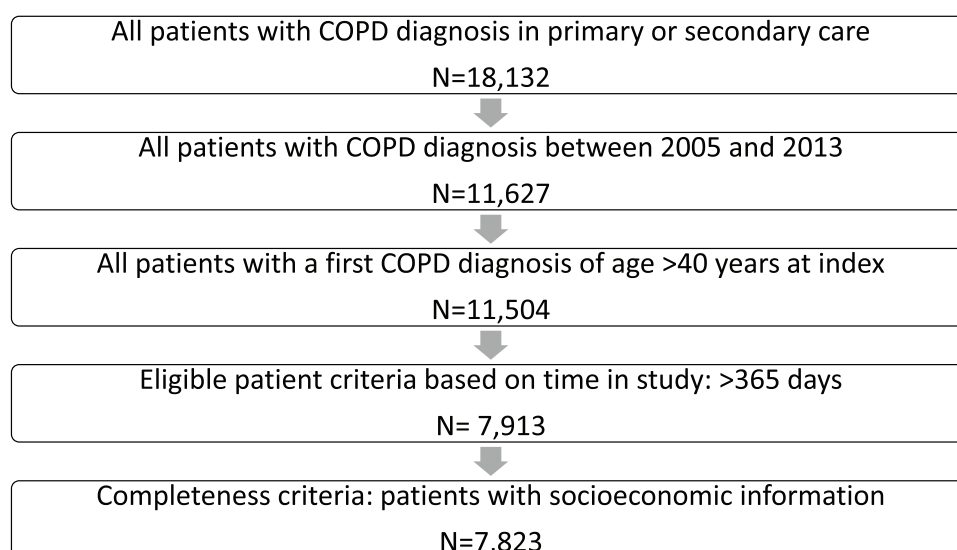 All patients with COPD diagnosis in primary or secondary care
N=18,132
All patients with COPD diagnosis between 2005 and 2013
N=11,627
All patients with a first COPD diagnosis of age >40 years at index
N=11,504
Eligible patient criteria based on time in study: >365 days
N= 7,913
Completeness criteria: patients with socioeconomic information
N=7,823